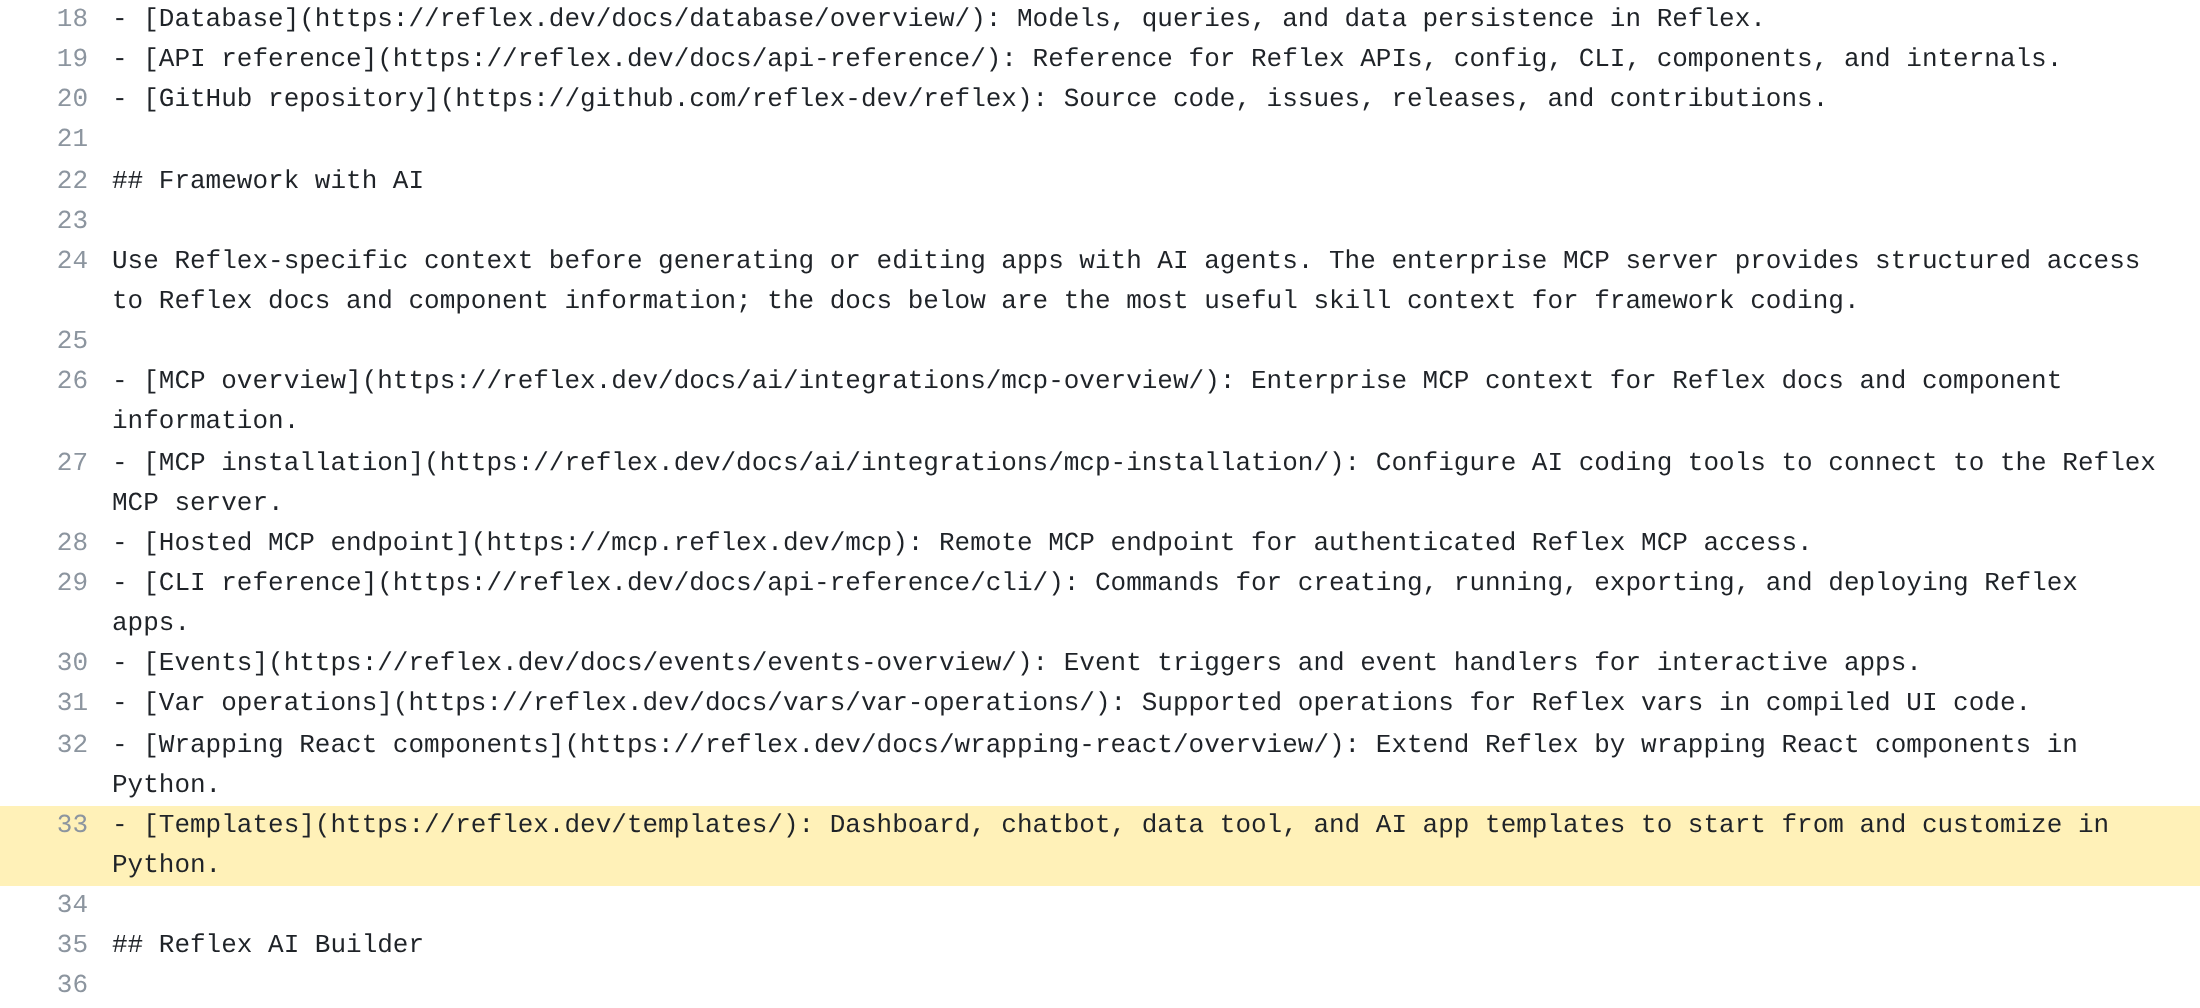 18 - [Database](https://reflex.dev/docs/database/overview/): Models, queries, and data persistence in Reflex.
19 - [API reference](https://reflex.dev/docs/api-reference/): Reference for Reflex APIs, config, CLI, components, and internals.
20 - [GitHub repository](https://github.com/reflex-dev/reflex): Source code, issues, releases, and contributions.
21
22 ## Framework with AI
23
24 Use Reflex-specific context before generating or editing apps with AI agents. The enterprise MCP server provides structured access
to Reflex docs and component information; the docs below are the most useful skill context for framework coding.
25
26 - [MCP overview](https://reflex.dev/docs/ai/integrations/mcp-overview/): Enterprise MCP context for Reflex docs and component
information.
27 - [MCP installation](https://reflex.dev/docs/ai/integrations/mcp-installation/): Configure AI coding tools to connect to the Reflex
MCP server.
28 - [Hosted MCP endpoint](https://mcp.reflex.dev/mcp): Remote MCP endpoint for authenticated Reflex MCP access.
29 - [CLI reference](https://reflex.dev/docs/api-reference/cli/): Commands for creating, running, exporting, and deploying Reflex
apps.
30 - [Events](https://reflex.dev/docs/events/events-overview/): Event triggers and event handlers for interactive apps.
31 - [Var operations](https://reflex.dev/docs/vars/var-operations/): Supported operations for Reflex vars in compiled UI code.
32 - [Wrapping React components](https://reflex.dev/docs/wrapping-react/overview/): Extend Reflex by wrapping React components in
Python.
33 - [Templates](https://reflex.dev/templates/): Dashboard, chatbot, data tool, and AI app templates to start from and customize in
Python.
34
35 ## Reflex AI Builder
36